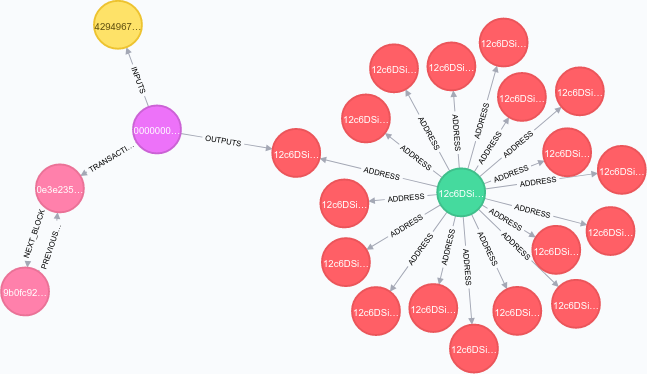 4294967...
INPUTS
0000000...
OUTPUTS
TRANSACTI...
0e3e235...
NEXT_BLOCK
PREVIOUS...
9b0fc92...
12c6DSi...
12c6DSi...
12c6DSi...
12c6DSi...
12c6DSi...
12c6DSi...
12c6DSi...
ADDRESS
ADDRESS
ADDRESS
ADDRESS
ADDRESS
ADDRESS
12c6DSi...
12c6DSi...
12c6DSi...
ADDRESS
ADDRESS
ADDRESS
12c6DSi...
ADDRESS
12c6DSi...
ADDRESS
ADDRESS
12c6DSi...
ADDRESS
ADDRESS
ADDRESS
ADDRESS
ADDRESS
ADDRESS
12c6DSi...
12c6DSi...
12c6DSi...
12c6DSi...
12c6DSi...
12c6DSi...
12c6DSi...